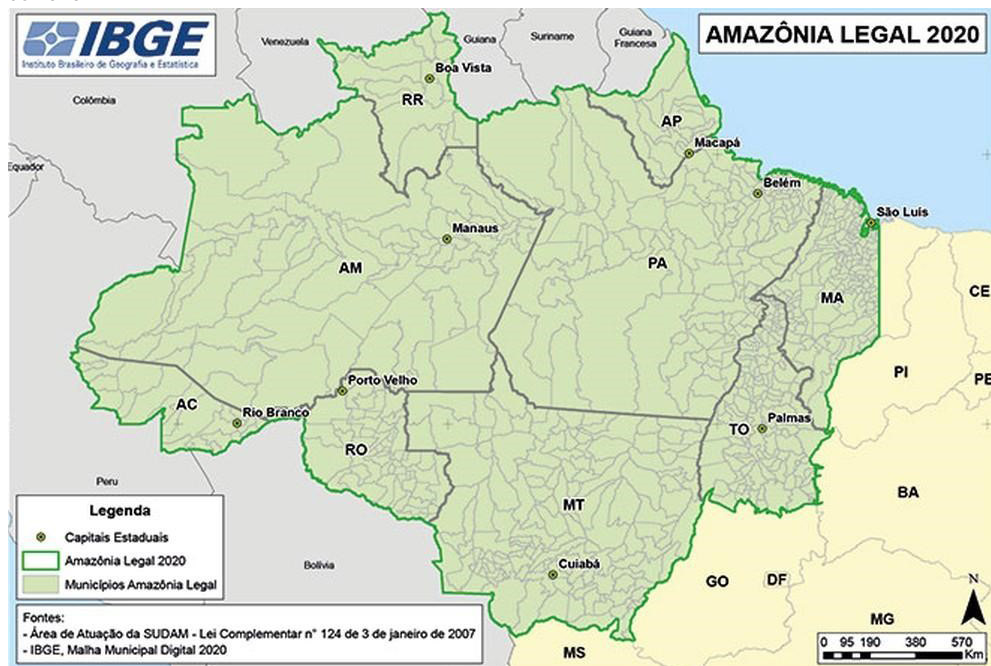 IBGE
Instituto Brasileiro de Geografia e Estatística
AMAZÔNIA LEGAL 2020
Venezuela
Guiana
Suriname
Guiana
Francesa
Colômbia
Equador
Boa Vista
RR
AP
Macapá
Belém
São Luís
Manaus
AM
PA
MA
CE
PI
PE
Porto Velho
AC
Rio Branco
RO
TO
Palmas
Peru
MT
BA
Bolívia
Cuiabá
GO
DF
MG
MS
Legenda
Capitais Estaduais
Amazônia Legal 2020
Municípios Amazônia Legal
Fontes:
- Área de Atuação da SUDAM - Lei Complementar n° 124 de 3 de janeiro de 2007
- IBGE, Malha Municipal Digital 2020
N
0 95 190 380 570
Km